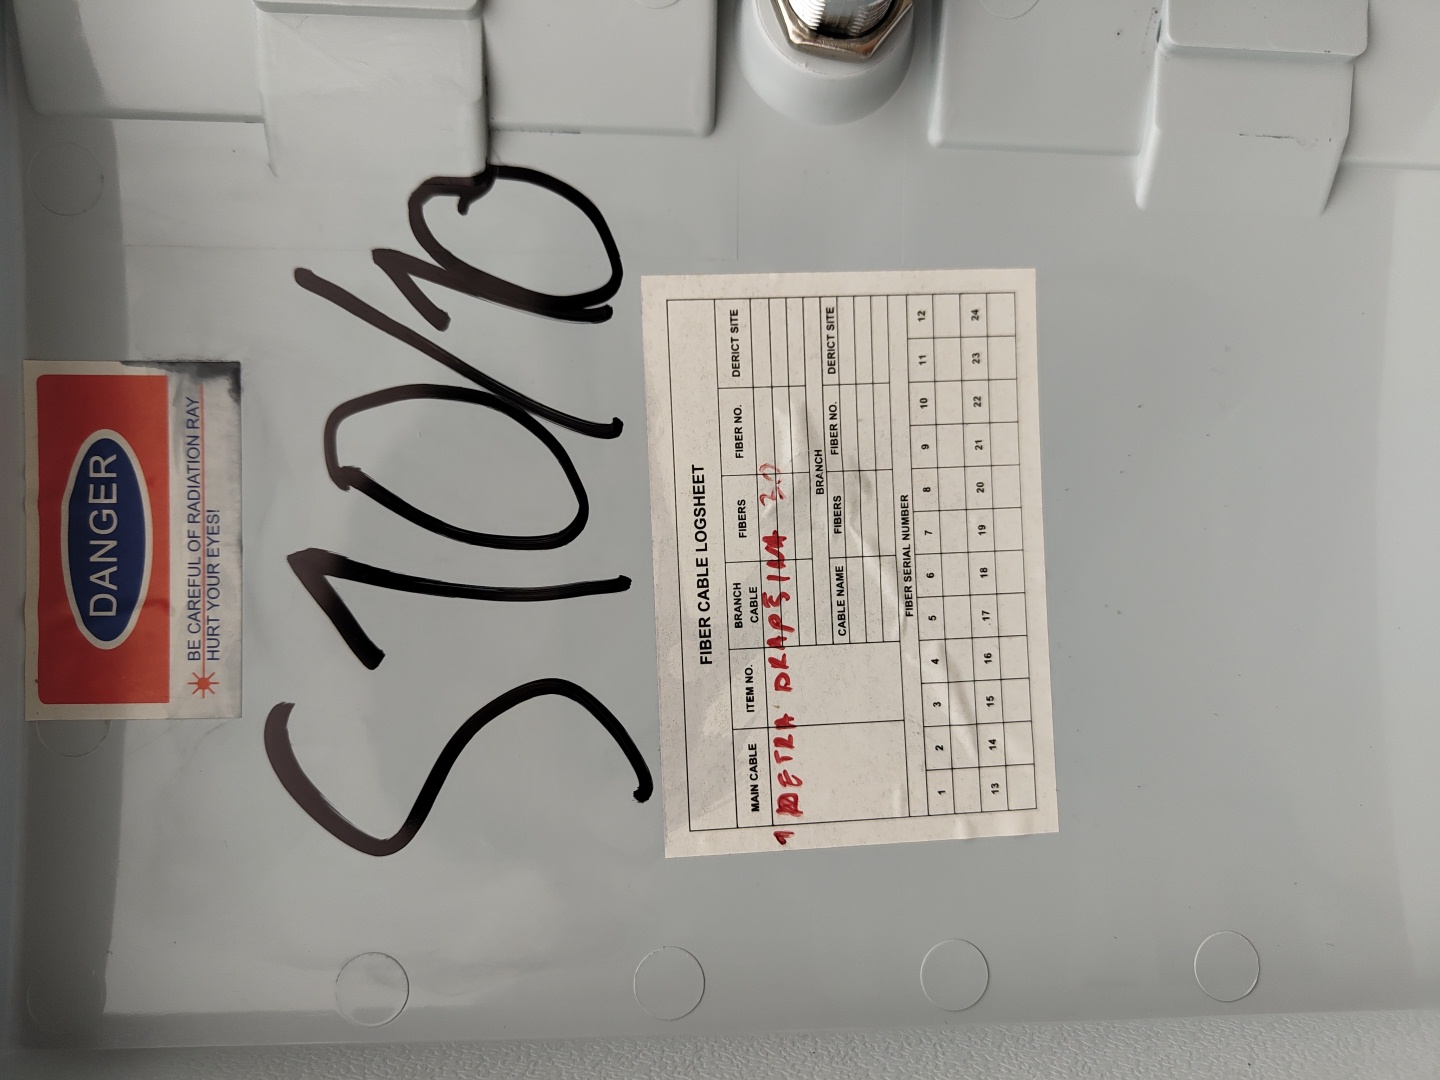 DANGER
BE CAREFUL OF RADIATION RAY
HURT YOUR EYES!
S10/10
FIBER CABLE LOGSHEET
MAIN CABLE ITEM NO. BRANCH CABLE FIBERS FIBER NO. DERICT SITE
BRANCH
CABLE NAME FIBERS FIBER NO. DERICT SITE
FIBER SERIAL NUMBER
1 2 3 4 5 6 7 8 9 10 11 12
13 14 15 16 17 18 19 20 21 22 23 24